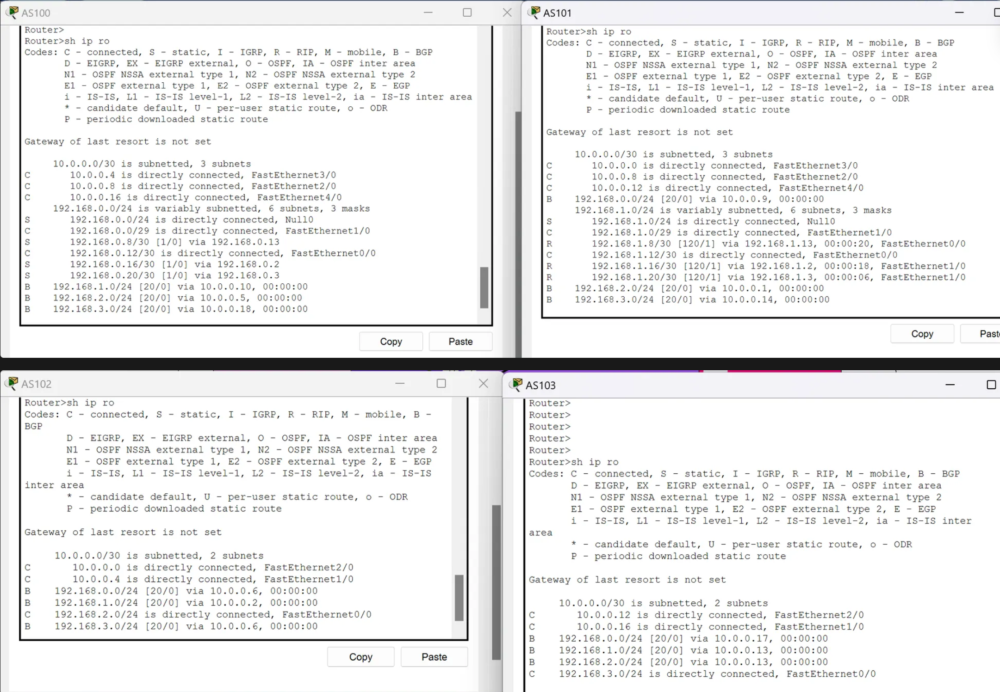 AS100
Router>
Router>sh ip ro
Codes: C - connected, S - static, I - IGRP, R - RIP, M - mobile, B - BGP
D - EIGRP, EX - EIGRP external, O - OSPF, IA - OSPF inter area
N1 - OSPF NSSA external type 1, N2 - OSPF NSSA external type 2
E1 - OSPF external type 1, E2 - OSPF external type 2, E - EGP
i - IS-IS, L1 - IS-IS level-1, L2 - IS-IS level-2, ia - IS-IS inter area
* - candidate default, U - per-user static route, o - ODR
P - periodic downloaded static route
Gateway of last resort is not set
10.0.0.0/30 is subnetted, 3 subnets
C 10.0.0.4 is directly connected, FastEthernet3/0
C 10.0.0.8 is directly connected, FastEthernet2/0
C 10.0.0.16 is directly connected, FastEthernet4/0
192.168.0.0/24 is variably subnetted, 6 subnets, 3 masks
S 192.168.0.0/24 is directly connected, Null0
C 192.168.0.0/29 is directly connected, FastEthernet1/0
S 192.168.0.8/30 [1/0] via 192.168.0.13
C 192.168.0.12/30 is directly connected, FastEthernet0/0
S 192.168.0.16/30 [1/0] via 192.168.0.2
S 192.168.0.20/30 [1/0] via 192.168.0.3
B 192.168.1.0/24 [20/0] via 10.0.0.10, 00:00:00
B 192.168.2.0/24 [20/0] via 10.0.0.5, 00:00:00
B 192.168.3.0/24 [20/0] via 10.0.0.18, 00:00:00
Copy Paste
AS101
Router>sh ip ro
Codes: C - connected, S - static, I - IGRP, R - RIP, M - mobile, B - BGP
D - EIGRP, EX - EIGRP external, O - OSPF, IA - OSPF inter area
N1 - OSPF NSSA external type 1, N2 - OSPF NSSA external type 2
E1 - OSPF external type 1, E2 - OSPF external type 2, E - EGP
i - IS-IS, L1 - IS-IS level-1, L2 - IS-IS level-2, ia - IS-IS inter area
* - candidate default, U - per-user static route, o - ODR
P - periodic downloaded static route
Gateway of last resort is not set
10.0.0.0/30 is subnetted, 3 subnets
C 10.0.0.0 is directly connected, FastEthernet3/0
C 10.0.0.8 is directly connected, FastEthernet2/0
C 10.0.0.12 is directly connected, FastEthernet4/0
B 192.168.0.0/24 [20/0] via 10.0.0.9, 00:00:00
192.168.1.0/24 is variably subnetted, 6 subnets, 3 masks
S 192.168.1.0/24 is directly connected, Null0
C 192.168.1.0/29 is directly connected, FastEthernet1/0
R 192.168.1.8/30 [120/1] via 192.168.1.13, 00:00:20, FastEthernet0/0
C 192.168.1.12/30 is directly connected, FastEthernet0/0
R 192.168.1.16/30 [120/1] via 192.168.1.2, 00:00:18, FastEthernet1/0
R 192.168.1.20/30 [120/1] via 192.168.1.3, 00:00:06, FastEthernet1/0
B 192.168.2.0/24 [20/0] via 10.0.0.1, 00:00:00
B 192.168.3.0/24 [20/0] via 10.0.0.14, 00:00:00
Copy Past
AS102
Router>sh ip ro
Codes: C - connected, S - static, I - IGRP, R - RIP, M - mobile, B -
BGP
D - EIGRP, EX - EIGRP external, O - OSPF, IA - OSPF inter area
N1 - OSPF NSSA external type 1, N2 - OSPF NSSA external type 2
E1 - OSPF external type 1, E2 - OSPF external type 2, E - EGP
i - IS-IS, L1 - IS-IS level-1, L2 - IS-IS level-2, ia - IS-IS
inter area
* - candidate default, U - per-user static route, o - ODR
P - periodic downloaded static route
Gateway of last resort is not set
10.0.0.0/30 is subnetted, 2 subnets
C 10.0.0.0 is directly connected, FastEthernet2/0
C 10.0.0.4 is directly connected, FastEthernet1/0
B 192.168.0.0/24 [20/0] via 10.0.0.6, 00:00:00
B 192.168.1.0/24 [20/0] via 10.0.0.2, 00:00:00
C 192.168.2.0/24 is directly connected, FastEthernet0/0
B 192.168.3.0/24 [20/0] via 10.0.0.6, 00:00:00
Copy Paste
AS103
Router>
Router>
Router>
Router>
Router>
Router>sh ip ro
Codes: C - connected, S - static, I - IGRP, R - RIP, M - mobile, B - BGP
D - EIGRP, EX - EIGRP external, O - OSPF, IA - OSPF inter area
N1 - OSPF NSSA external type 1, N2 - OSPF NSSA external type 2
E1 - OSPF external type 1, E2 - OSPF external type 2, E - EGP
i - IS-IS, L1 - IS-IS level-1, L2 - IS-IS level-2, ia - IS-IS inter
area
* - candidate default, U - per-user static route, o - ODR
P - periodic downloaded static route
Gateway of last resort is not set
10.0.0.0/30 is subnetted, 2 subnets
C 10.0.0.12 is directly connected, FastEthernet2/0
C 10.0.0.16 is directly connected, FastEthernet1/0
B 192.168.0.0/24 [20/0] via 10.0.0.17, 00:00:00
B 192.168.1.0/24 [20/0] via 10.0.0.13, 00:00:00
B 192.168.2.0/24 [20/0] via 10.0.0.13, 00:00:00
C 192.168.3.0/24 is directly connected, FastEthernet0/0